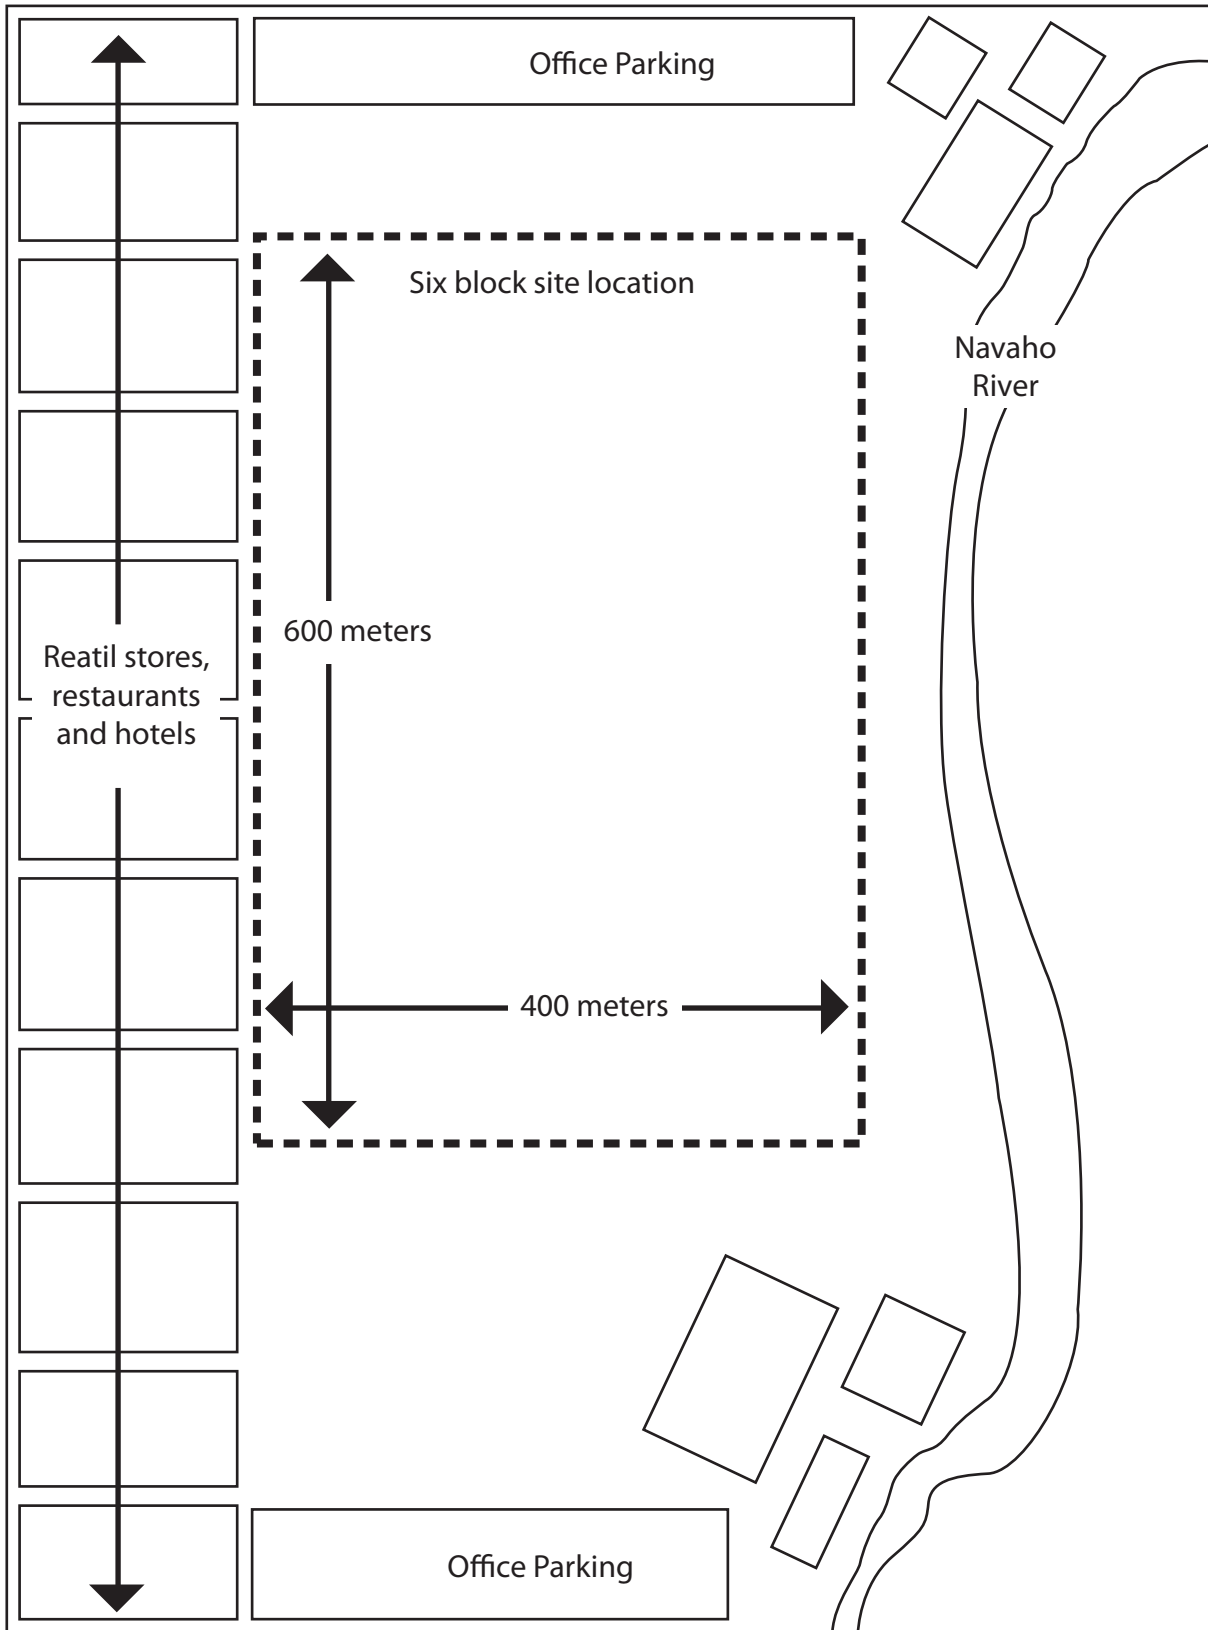 Office Parking
Six block site location
Navaho
River
600 meters
Reatil stores,
restaurants
and hotels
400 meters
Office Parking